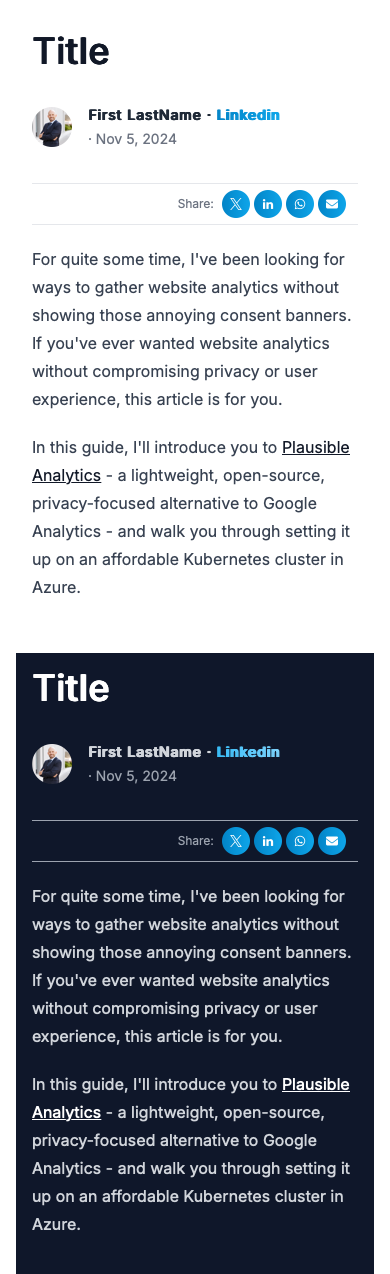 Title
First LastName · Linkedin
· Nov 5, 2024
Share:
For quite some time, I've been looking for
ways to gather website analytics without
showing those annoying consent banners.
If you've ever wanted website analytics
without compromising privacy or user
experience, this article is for you.
In this guide, I'll introduce you to Plausible
Analytics - a lightweight, open-source,
privacy-focused alternative to Google
Analytics - and walk you through setting it
up on an affordable Kubernetes cluster in
Azure.
Title
First LastName · Linkedin
· Nov 5, 2024
Share:
For quite some time, I've been looking for
ways to gather website analytics without
showing those annoying consent banners.
If you've ever wanted website analytics
without compromising privacy or user
experience, this article is for you.
In this guide, I'll introduce you to Plausible
Analytics - a lightweight, open-source,
privacy-focused alternative to Google
Analytics - and walk you through setting it
up on an affordable Kubernetes cluster in
Azure.